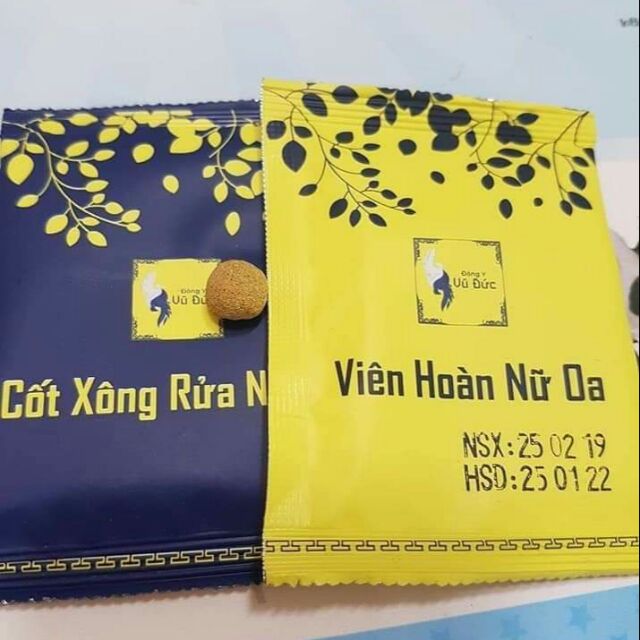 Đông Y
Vũ Đức
Cốt Xông Rửa N
Đông Y
Vũ Đức
Viên Hoàn Nữ Oa
NSX: 25 02 19
HSD: 25 01 22